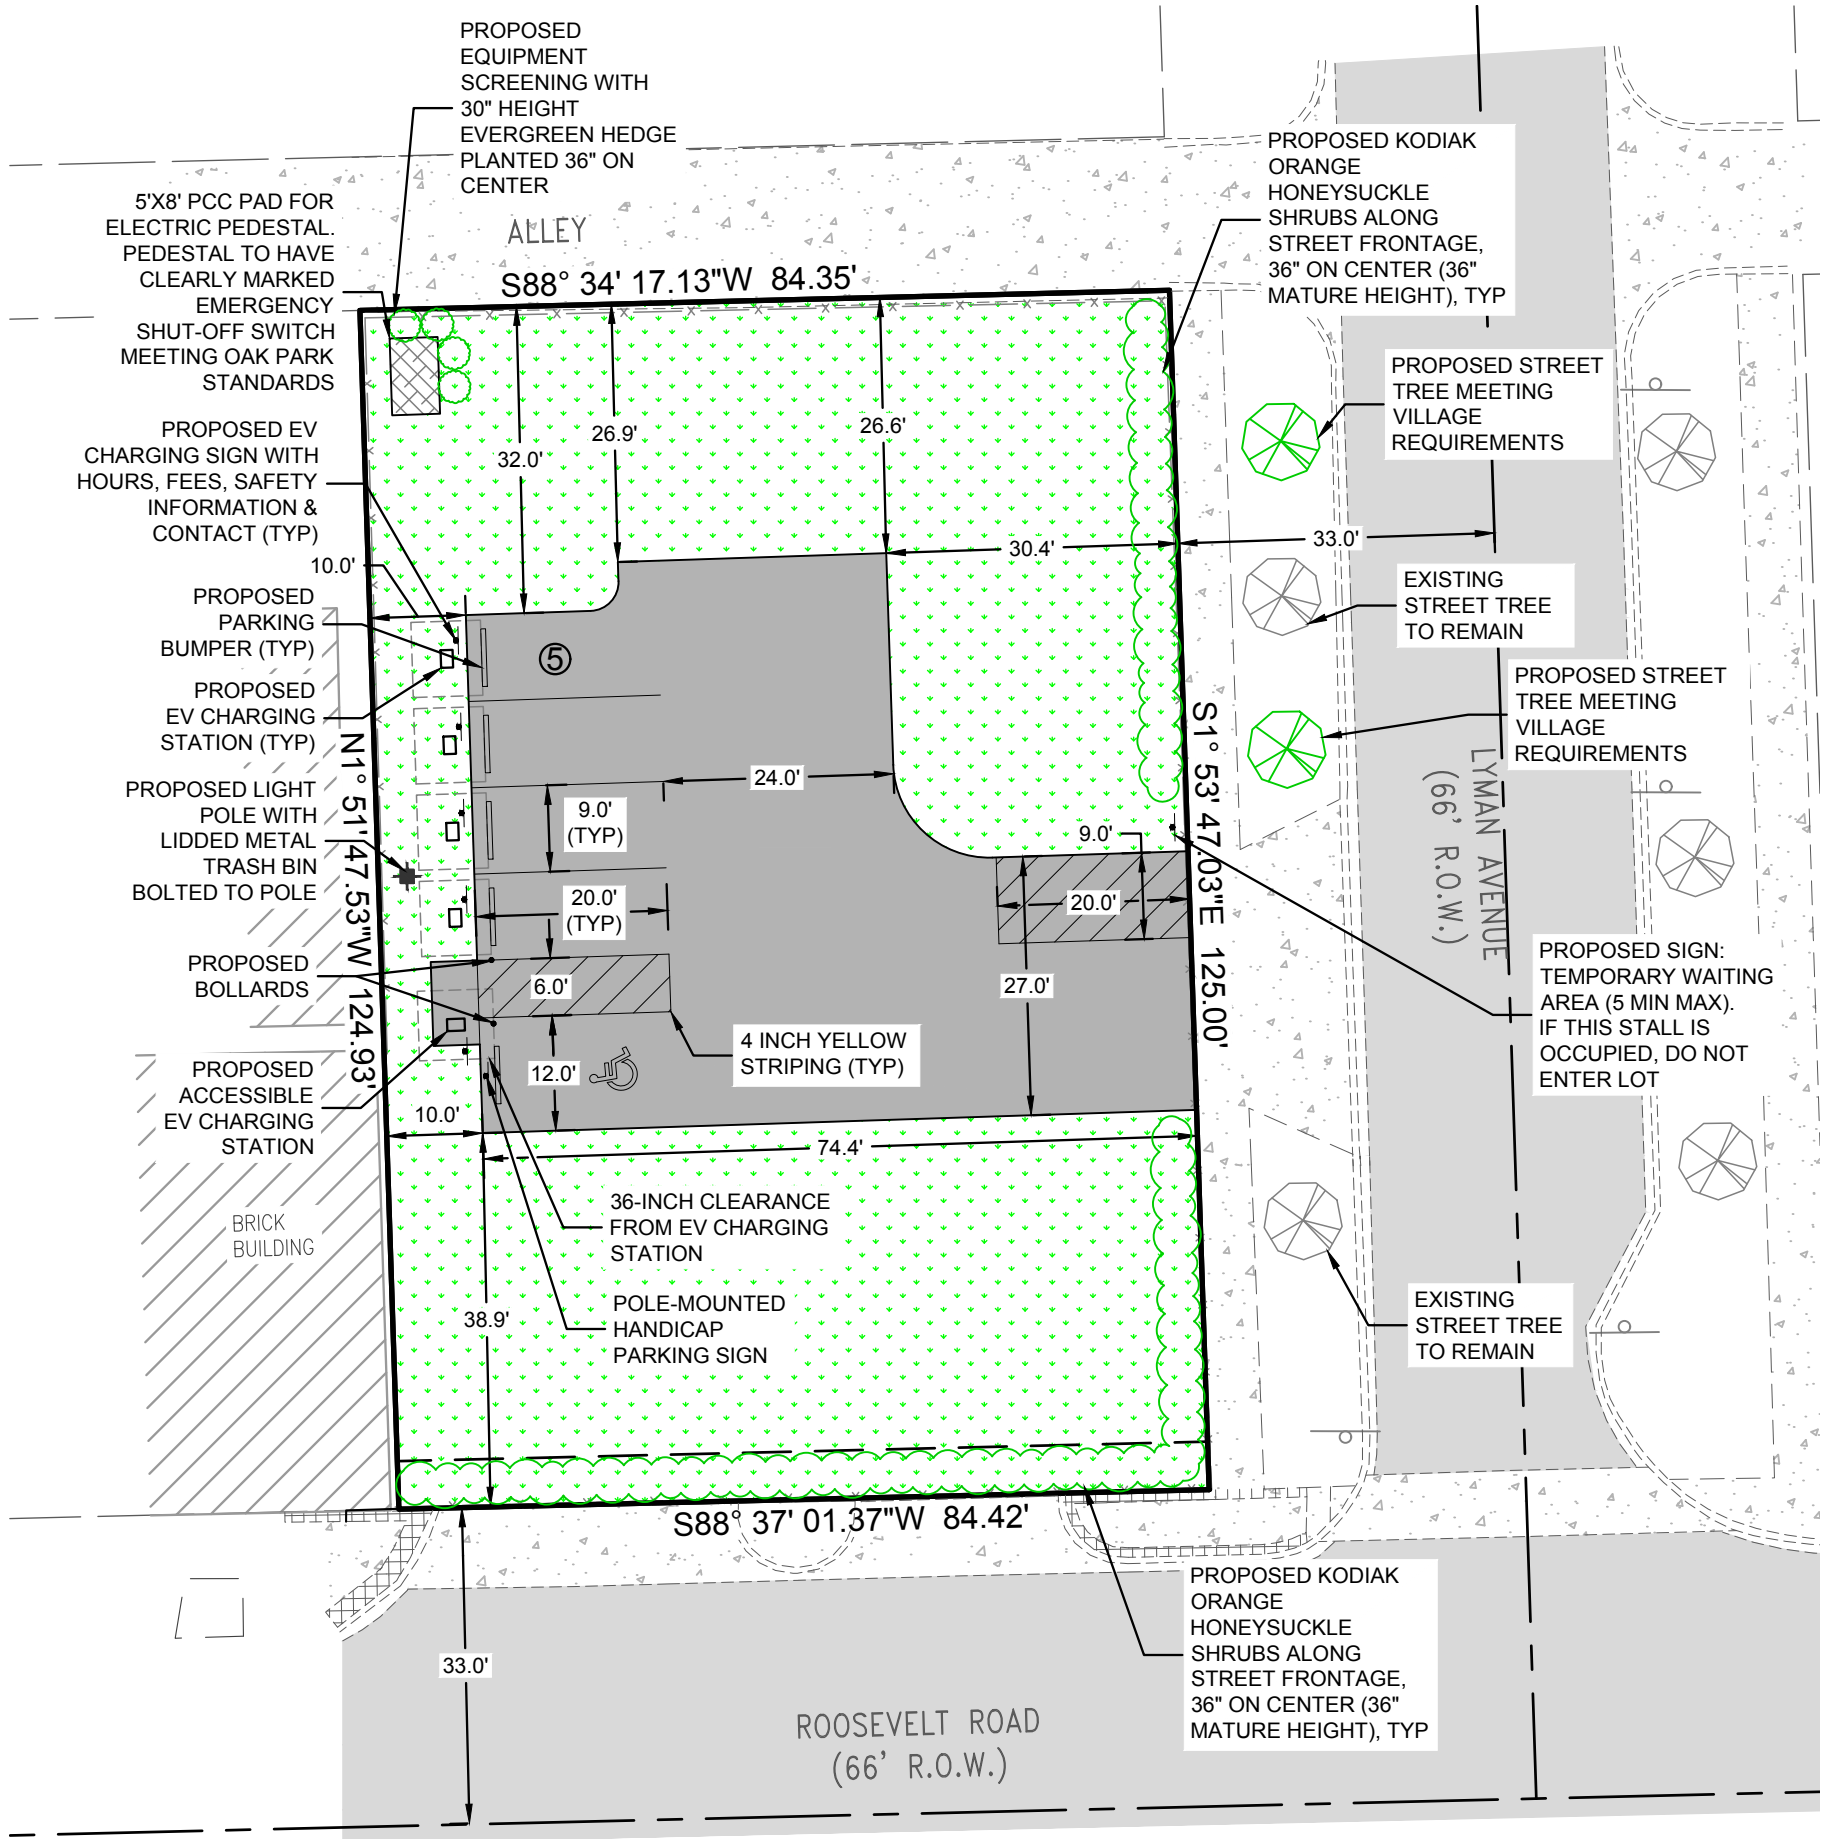 PROPOSED
EQUIPMENT
SCREENING WITH
30" HEIGHT
EVERGREEN HEDGE
PLANTED 36" ON
CENTER
5'X8' PCC PAD FOR
ELECTRIC PEDESTAL.
PEDESTAL TO HAVE
CLEARLY MARKED
EMERGENCY
SHUT-OFF SWITCH
MEETING OAK PARK
STANDARDS
ALLEY
S88° 34' 17.13"W 84.35'
PROPOSED KODIAK
ORANGE
HONEYSUCKLE
SHRUBS ALONG
STREET FRONTAGE,
36" ON CENTER (36"
MATURE HEIGHT), TYP
PROPOSED STREET
TREE MEETING
VILLAGE
REQUIREMENTS
PROPOSED EV
CHARGING SIGN WITH
HOURS, FEES, SAFETY
INFORMATION &
CONTACT (TYP)
32.0'
26.9'
26.6'
30.4'
33.0'
10.0'
EXISTING
STREET TREE
TO REMAIN
PROPOSED
PARKING
BUMPER (TYP)
5
PROPOSED
EV CHARGING
STATION (TYP)
PROPOSED STREET
TREE MEETING
VILLAGE
REQUIREMENTS
N1° 51' 47.53"W 124.93'
S1° 53' 47.03"E 125.00'
LYMAN AVENUE
(66' R.O.W.)
24.0'
9.0'
(TYP)
9.0'
PROPOSED LIGHT
POLE WITH
LIDDED METAL
TRASH BIN
BOLTED TO POLE
20.0'
(TYP)
20.0'
PROPOSED
BOLLARDS
6.0'
27.0'
PROPOSED SIGN:
TEMPORARY WAITING
AREA (5 MIN MAX).
IF THIS STALL IS
OCCUPIED, DO NOT
ENTER LOT
4 INCH YELLOW
STRIPING (TYP)
PROPOSED
ACCESSIBLE
EV CHARGING
STATION
12.0'
10.0'
74.4'
36-INCH CLEARANCE
FROM EV CHARGING
STATION
BRICK
BUILDING
POLE-MOUNTED
HANDICAP
PARKING SIGN
38.9'
EXISTING
STREET TREE
TO REMAIN
S88° 37' 01.37"W 84.42'
PROPOSED KODIAK
ORANGE
HONEYSUCKLE
SHRUBS ALONG
STREET FRONTAGE,
36" ON CENTER (36"
MATURE HEIGHT), TYP
33.0'
ROOSEVELT ROAD
(66' R.O.W.)